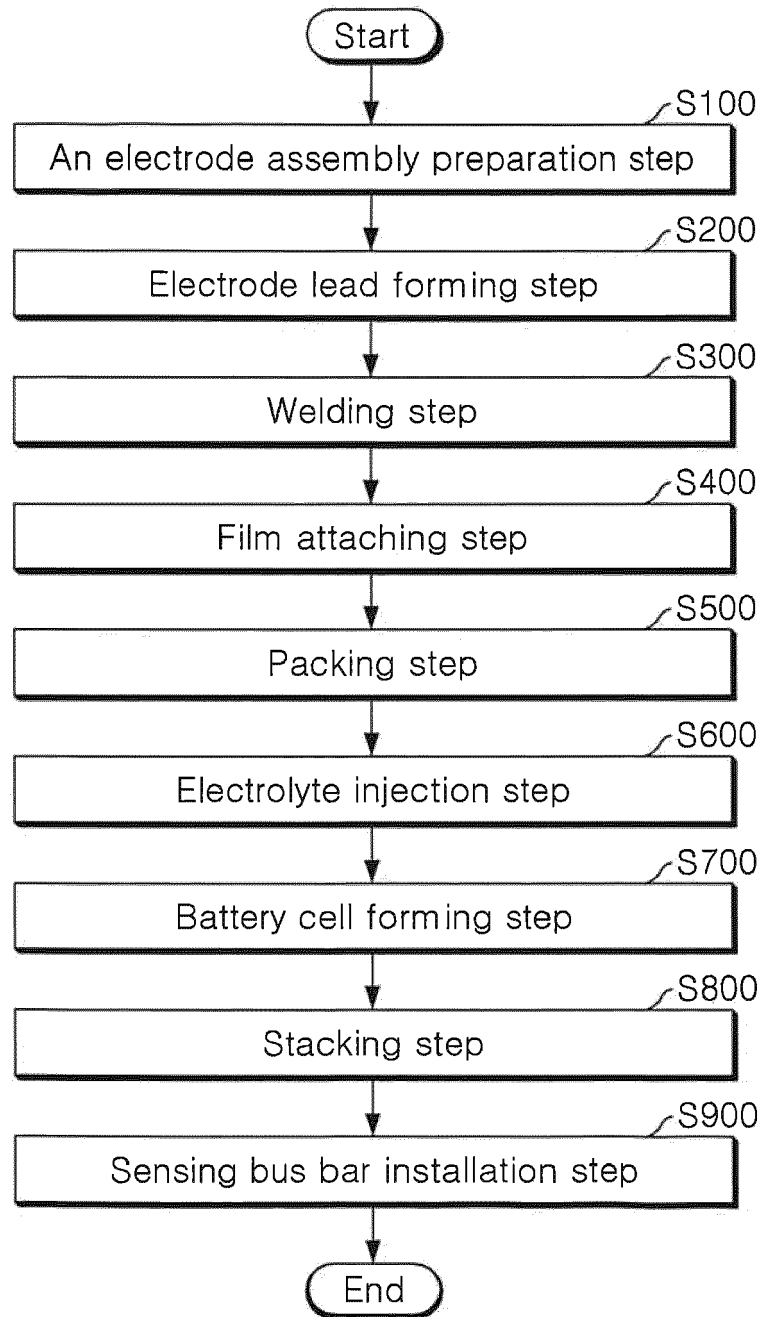 Start
S100
An electrode assembly preparation step
S200
Electrode lead forming step
S300
Welding step
S400
Film attaching step
S500
Packing step
S600
Electrolyte injection step
S700
Battery cell forming step
S800
Stacking step
S900
Sensing bus bar installation step
End